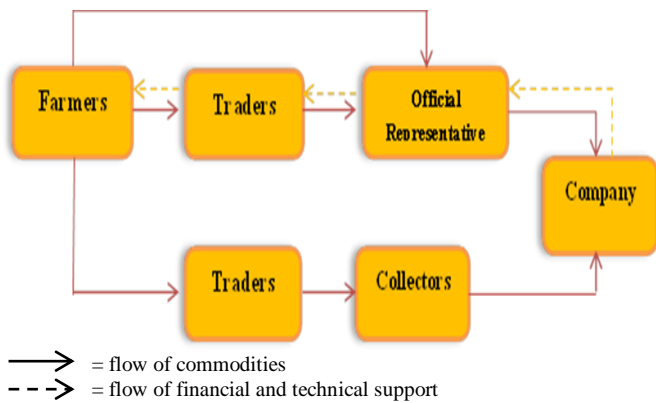 Farmers
Traders
Official
Representative
Company
Traders
Collectors
= flow of commodities
= flow of financial and technical support